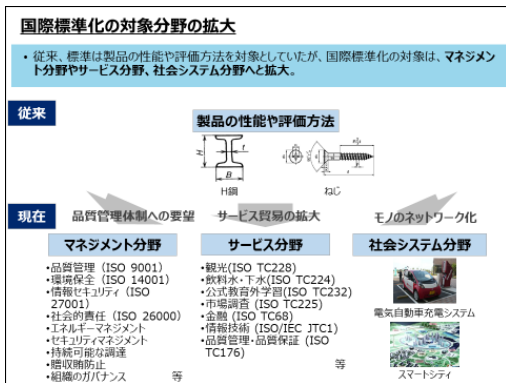 国際標準化の対象分野の拡大
・従来、標準は製品の性能や評価方法を対象としていたが、国際標準化の対象は、マネジメン
ト分野やサービス分野、社会システム分野へと拡大。
従来
製品の性能や評価方法
H
t
B
H鋼
ねじ
現在
品質管理体制への要望
サービス貿易の拡大
モノのネットワーク化
マネジメント分野
・品質管理（ISO 9001）
・環境保全（ISO 14001）
・情報セキュリティ（ISO
27001）
・社会的責任（ISO 26000）
・エネルギーマネジメント
・セキュリティマネジメント
・持続可能な調達
・贈収賄防止
・組織のガバナンス 等
サービス分野
・観光(ISO TC228)
・飲料水・下水(ISO TC224)
・公式教育外学習(ISO TC232)
・市場調査 (ISO TC225)
・金融 (ISO TC68)
・情報技術 (ISO/IEC JTC1)
・品質管理・品質保証 (ISO
TC176)
等
社会システム分野
電気自動車充電システム
スマートシティ